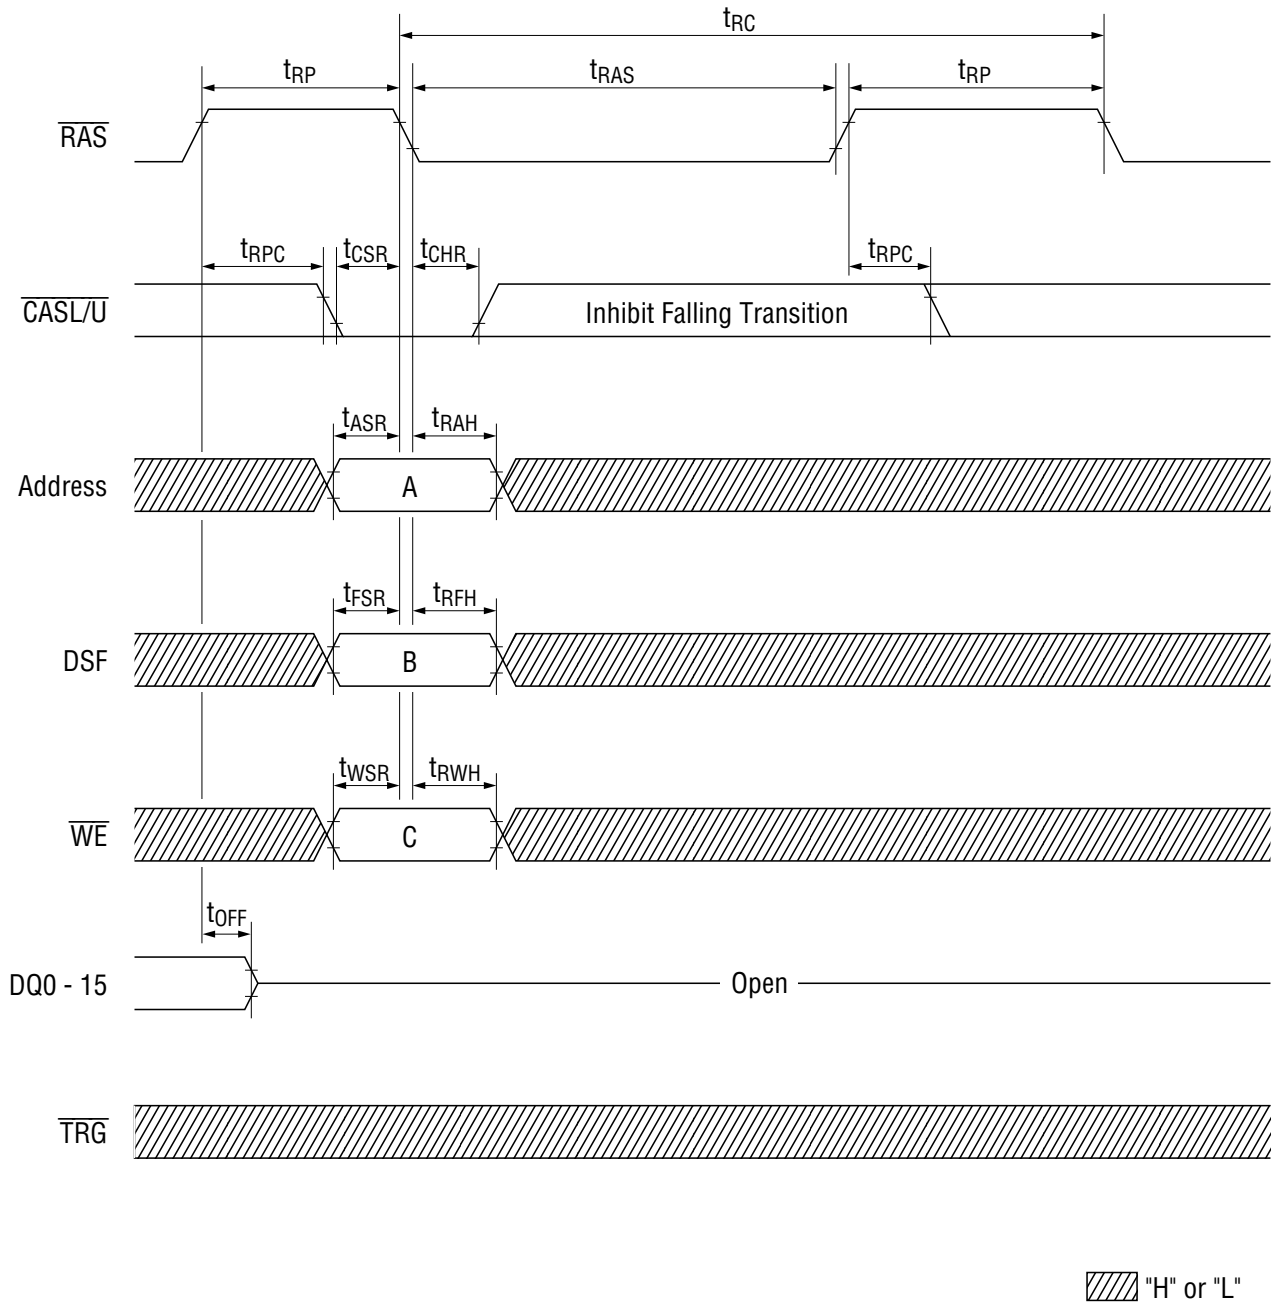 tRC
tRP tRAS tRP
RAS
tRPC tCSR tCHR tRPC
CASL/U Inhibit Falling Transition
tASR tRAH
Address A
tFSR tRFH
DSF B
tWSR tRWH
WE C
tOFF
DQ0 - 15 Open
TRG
"H" or "L"